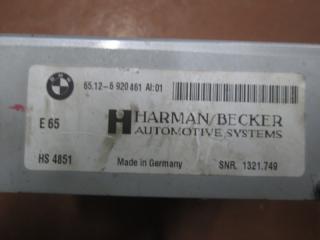 BMW
65.12-6 920 461 AI:01
E 65
HARMAN/BECKER
AUTOMOTIVE SYSTEMS
HS 4851
Made in Germany
SNR. 1321.749